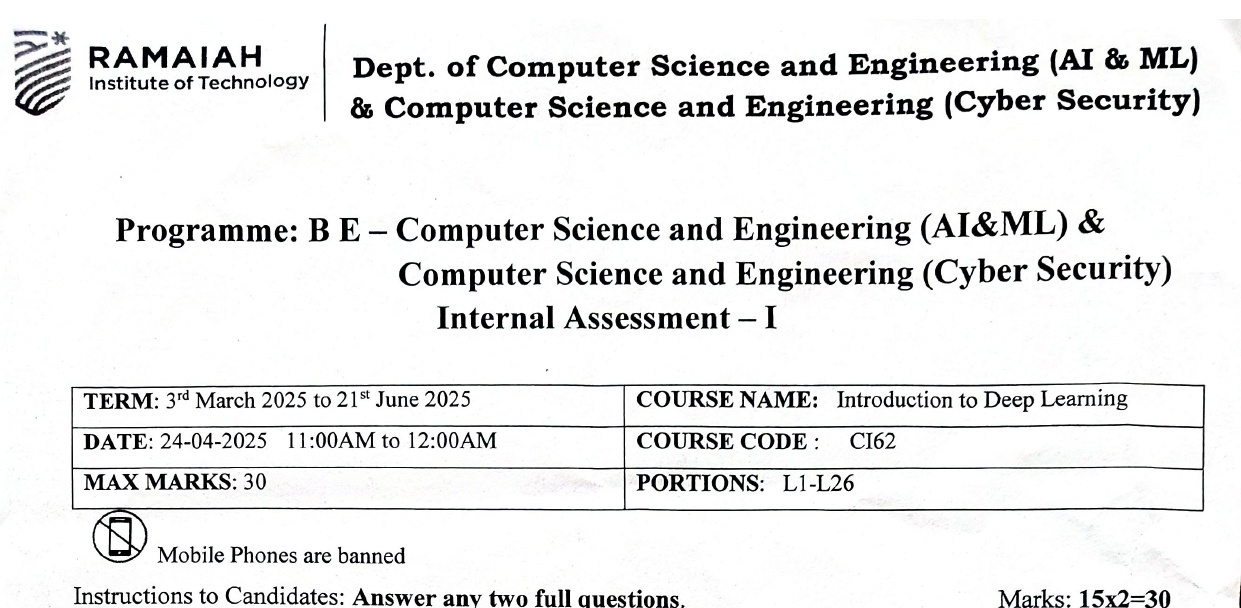 RAMAIAH
Institute of Technology
Dept. of Computer Science and Engineering (AI & ML)
& Computer Science and Engineering (Cyber Security)
Programme: B E – Computer Science and Engineering (AI&ML) &
Computer Science and Engineering (Cyber Security)
Internal Assessment – I
TERM: 3rd March 2025 to 21st June 2025 COURSE NAME: Introduction to Deep Learning
DATE: 24-04-2025 11:00AM to 12:00AM COURSE CODE : CI62
MAX MARKS: 30 PORTIONS: L1-L26
Mobile Phones are banned
Instructions to Candidates: Answer any two full questions. Marks: 15x2=30